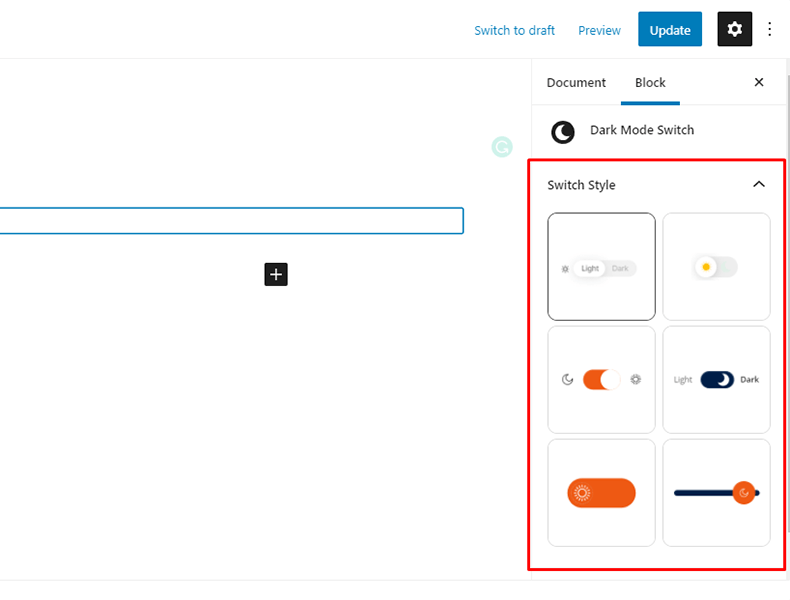 Switch to draft Preview Update
Document Block
Dark Mode Switch
Switch Style
Light Dark
Light Dark